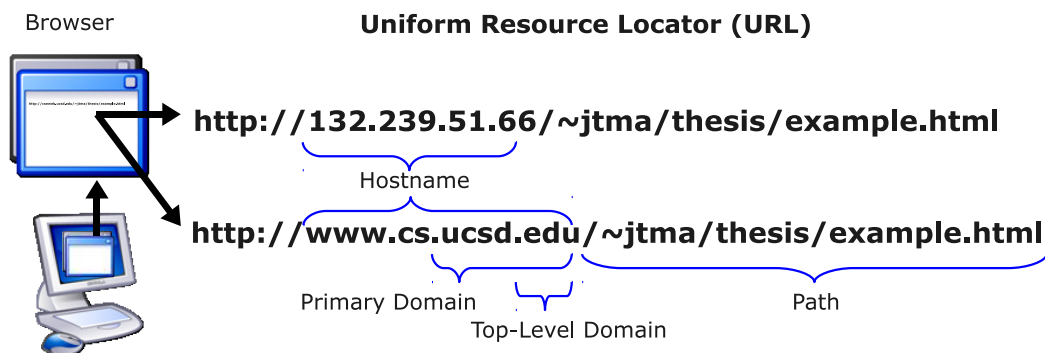 Browser
Uniform Resource Locator (URL)
http://132.239.51.66/~jtma/thesis/example.html
Hostname
http://www.cs.ucsd.edu/~jtma/thesis/example.html
Primary Domain
Path
Top-Level Domain